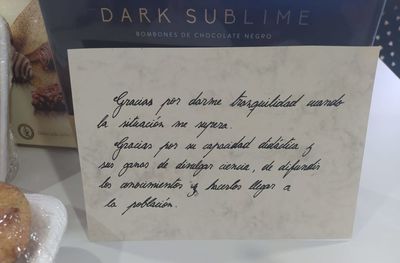 DARK SUBLIME
BOMBONES DE CHOCOLATE NEGRO
Gracias por darme tranquilidad cuando
la situación me supera.
Gracias por su capacidad didáctica y
sus ganas de divulgar ciencia, de difundir
los conocimientos y hacerlos llegar a
la población.